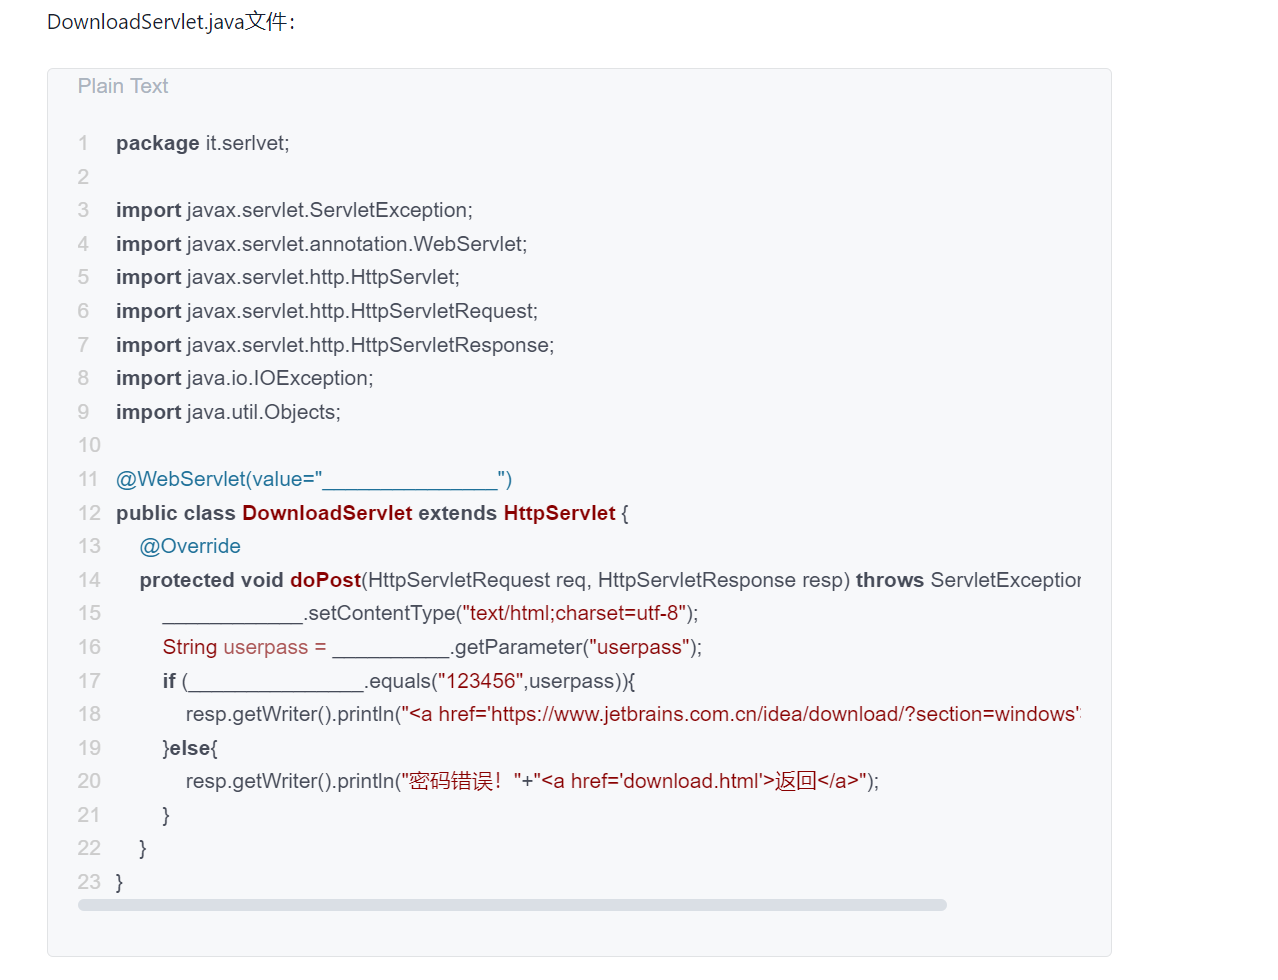 DownloadServlet.java文件：
Plain Text
1 package it.serlvet;
2
3 import javax.servlet.ServletException;
4 import javax.servlet.annotation.WebServlet;
5 import javax.servlet.http.HttpServlet;
6 import javax.servlet.http.HttpServletRequest;
7 import javax.servlet.http.HttpServletResponse;
8 import java.io.IOException;
9 import java.util.Objects;
10
11 @WebServlet(value="_______________")
12 public class DownloadServlet extends HttpServlet {
13 @Override
14 protected void doPost(HttpServletRequest req, HttpServletResponse resp) throws ServletException
15 ____________.setContentType("text/html;charset=utf-8");
16 String userpass = __________.getParameter("userpass");
17 if (_______________.equals("123456",userpass)){
18 resp.getWriter().println("<a href='https://www.jetbrains.com.cn/idea/download/?section=windows'
19 }else{
20 resp.getWriter().println("密码错误！"+"<a href='download.html'>返回</a>");
21 }
22 }
23 }